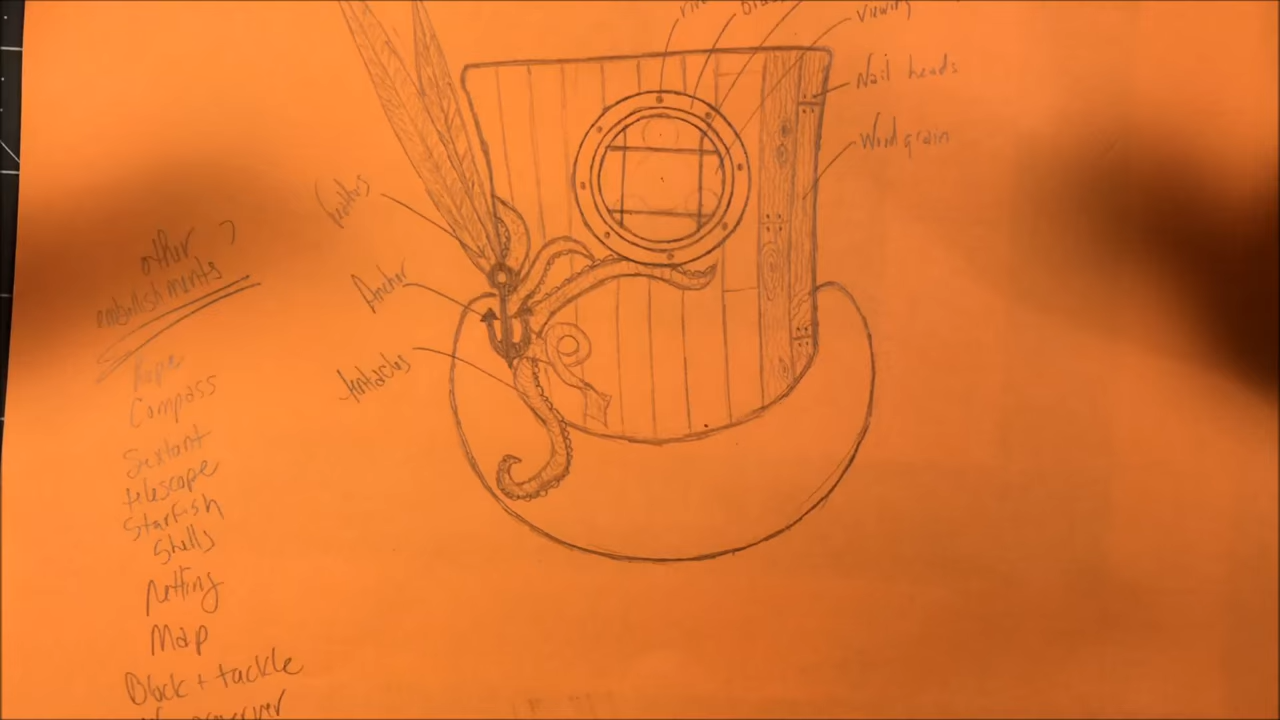 Viewing
Nail heads
Wood grain
feathers
Anchor
tentacles
other ?
embellishments
Rope
Compass
Sextant
telescope
Starfish
Shells
Netting
Map
Block + tackle